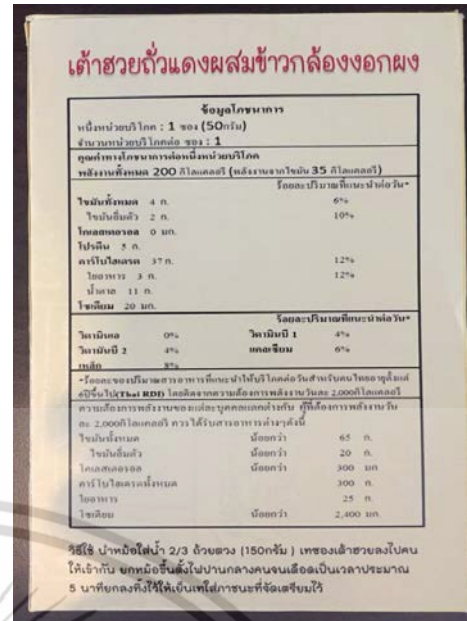 เต้าฮวยถั่วแดงผสมข้าวกล้องงอกผง
ข้อมูลโภชนาการ
หนึ่งหน่วยบริโภค : 1 ซอง (50กรัม)
จำนวนหน่วยบริโภคต่อ ซอง : 1
คุณค่าทางโภชนาการต่อหนึ่งหน่วยบริโภค
พลังงานทั้งหมด 200 กิโลแคลอรี (พลังงานจากไขมัน 35 กิโลแคลอรี)
ร้อยละปริมาณที่แนะนำต่อวัน*
ไขมันทั้งหมด 4 ก. 6%
ไขมันอิ่มตัว 2 ก. 10%
โคเลสเตอรอล 0 มก.
โปรตีน 5 ก.
คาร์โบไฮเดรต 37 ก. 12%
ใยอาหาร 3 ก. 12%
น้ำตาล 11 ก.
โซเดียม 20 มก.
ร้อยละปริมาณที่แนะนำต่อวัน*
วิตามินเอ 0% วิตามินบี 1 4%
วิตามินบี 2 4% แคลเซียม 6%
เหล็ก 8%
*ร้อยละของปริมาณสารอาหารที่แนะนำให้บริโภคต่อวันสำหรับคนไทยอายุตั้งแต่
6ปีขึ้นไป(Thai RDI) โดยคิดจากความต้องการพลังงานวันละ 2,000กิโลแคลอรี
ความต้องการพลังงานของแต่ละบุคคลแตกต่างกัน ผู้ที่ต้องการพลังงานวัน
ละ 2,000กิโลแคลอรี ควรได้รับสารอาหารต่างๆดังนี้
ไขมันทั้งหมด น้อยกว่า 65 ก.
ไขมันอิ่มตัว น้อยกว่า 20 ก.
โคเลสเตอรอล น้อยกว่า 300 มก
คาร์โบไฮเดรตทั้งหมด 300 ก.
ใยอาหาร 25 ก.
โซเดียม น้อยกว่า 2,400 มก.
วิธีใช้ นำหม้อใส่น้ำ 2/3 ถ้วยตวง (150กรัม ) เทซองเต้าฮวยลงไปคน
ให้เข้ากัน ยกหม้อขึ้นตั้งไฟปานกลางคนจนเดือดเป็นเวลาประมาณ
5 นาทียกลงทิ้งไว้ให้เย็นเทใส่ภาชนะที่จัดเตรียมไว้